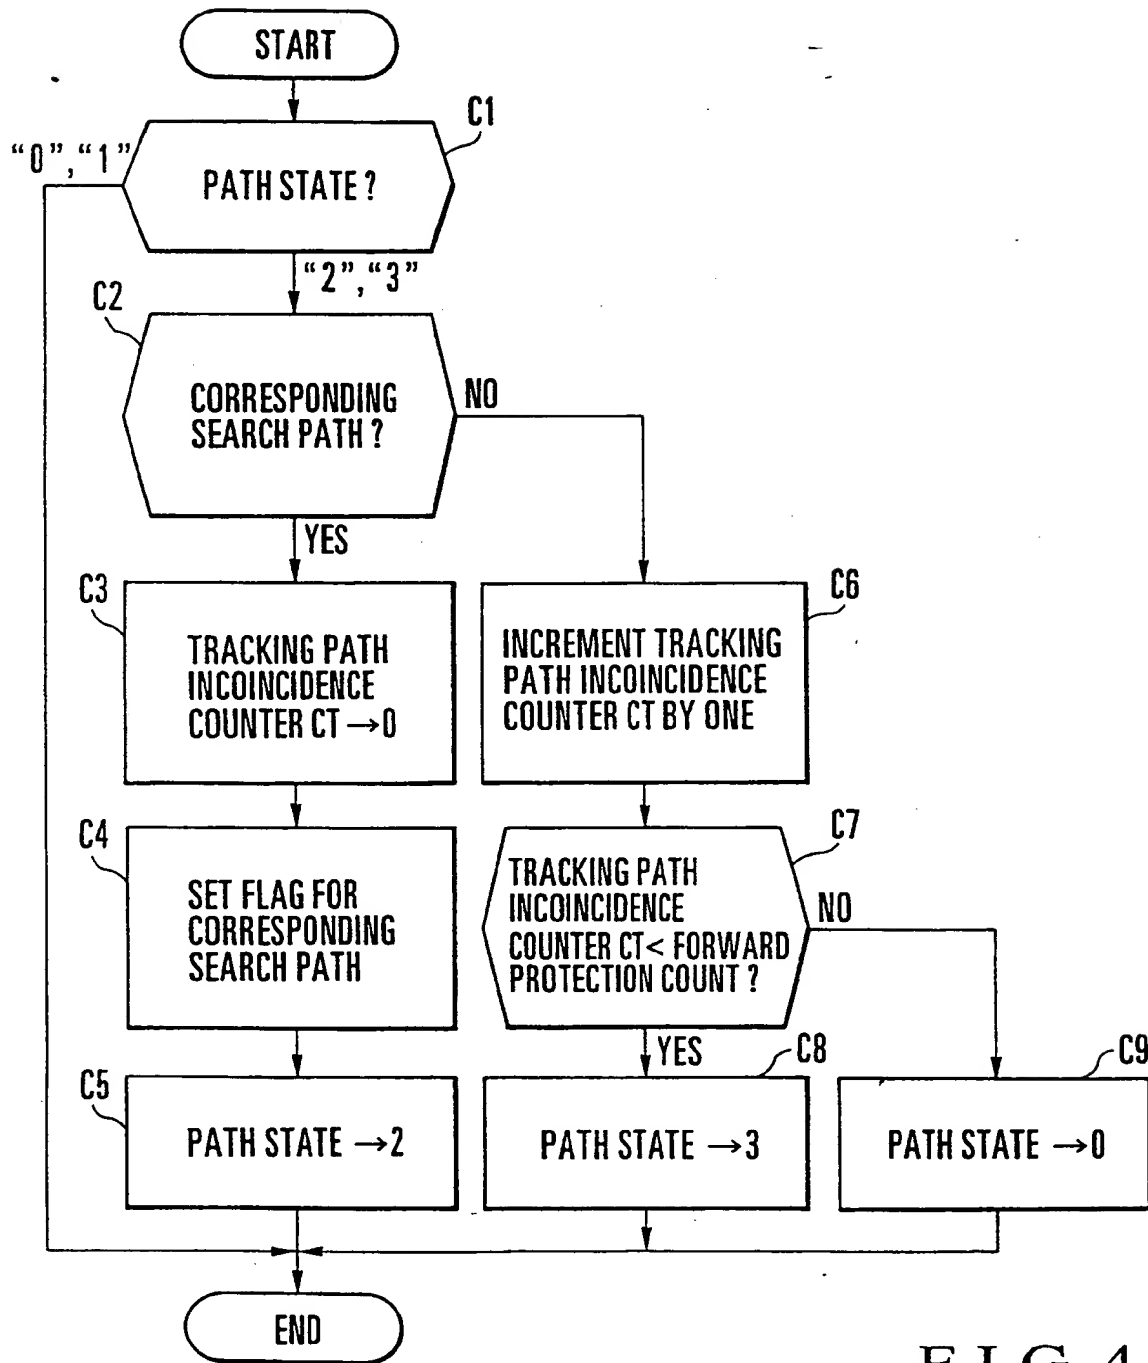 START
C1
"0","1"
PATH STATE ?
"2","3"
C2
CORRESPONDING
SEARCH PATH ?
NO
YES
C3
TRACKING PATH
INCOINCIDENCE
COUNTER CT →0
C6
INCREMENT TRACKING
PATH INCOINCIDENCE
COUNTER CT BY ONE
C4
SET FLAG FOR
CORRESPONDING
SEARCH PATH
C7
TRACKING PATH
INCOINCIDENCE
COUNTER CT< FORWARD
PROTECTION COUNT ?
NO
YES
C5
PATH STATE →2
C8
PATH STATE →3
C9
PATH STATE →0
END
FIG.4